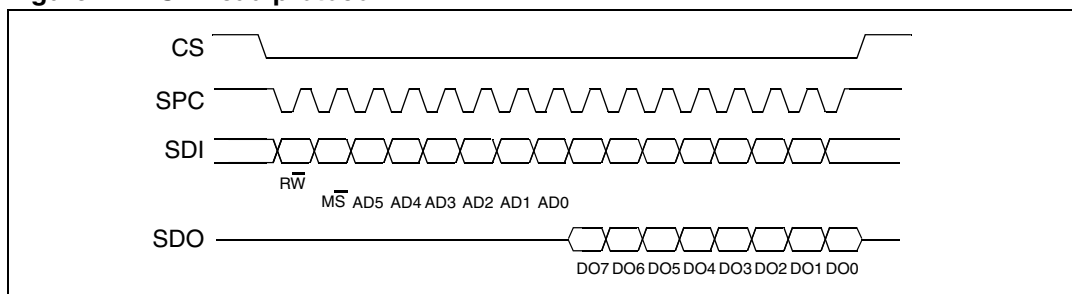 CS
SPC
SDI
RW
MS AD5 AD4 AD3 AD2 AD1 AD0
SDO
DO7 DO6 DO5 DO4 DO3 DO2 DO1 DO0